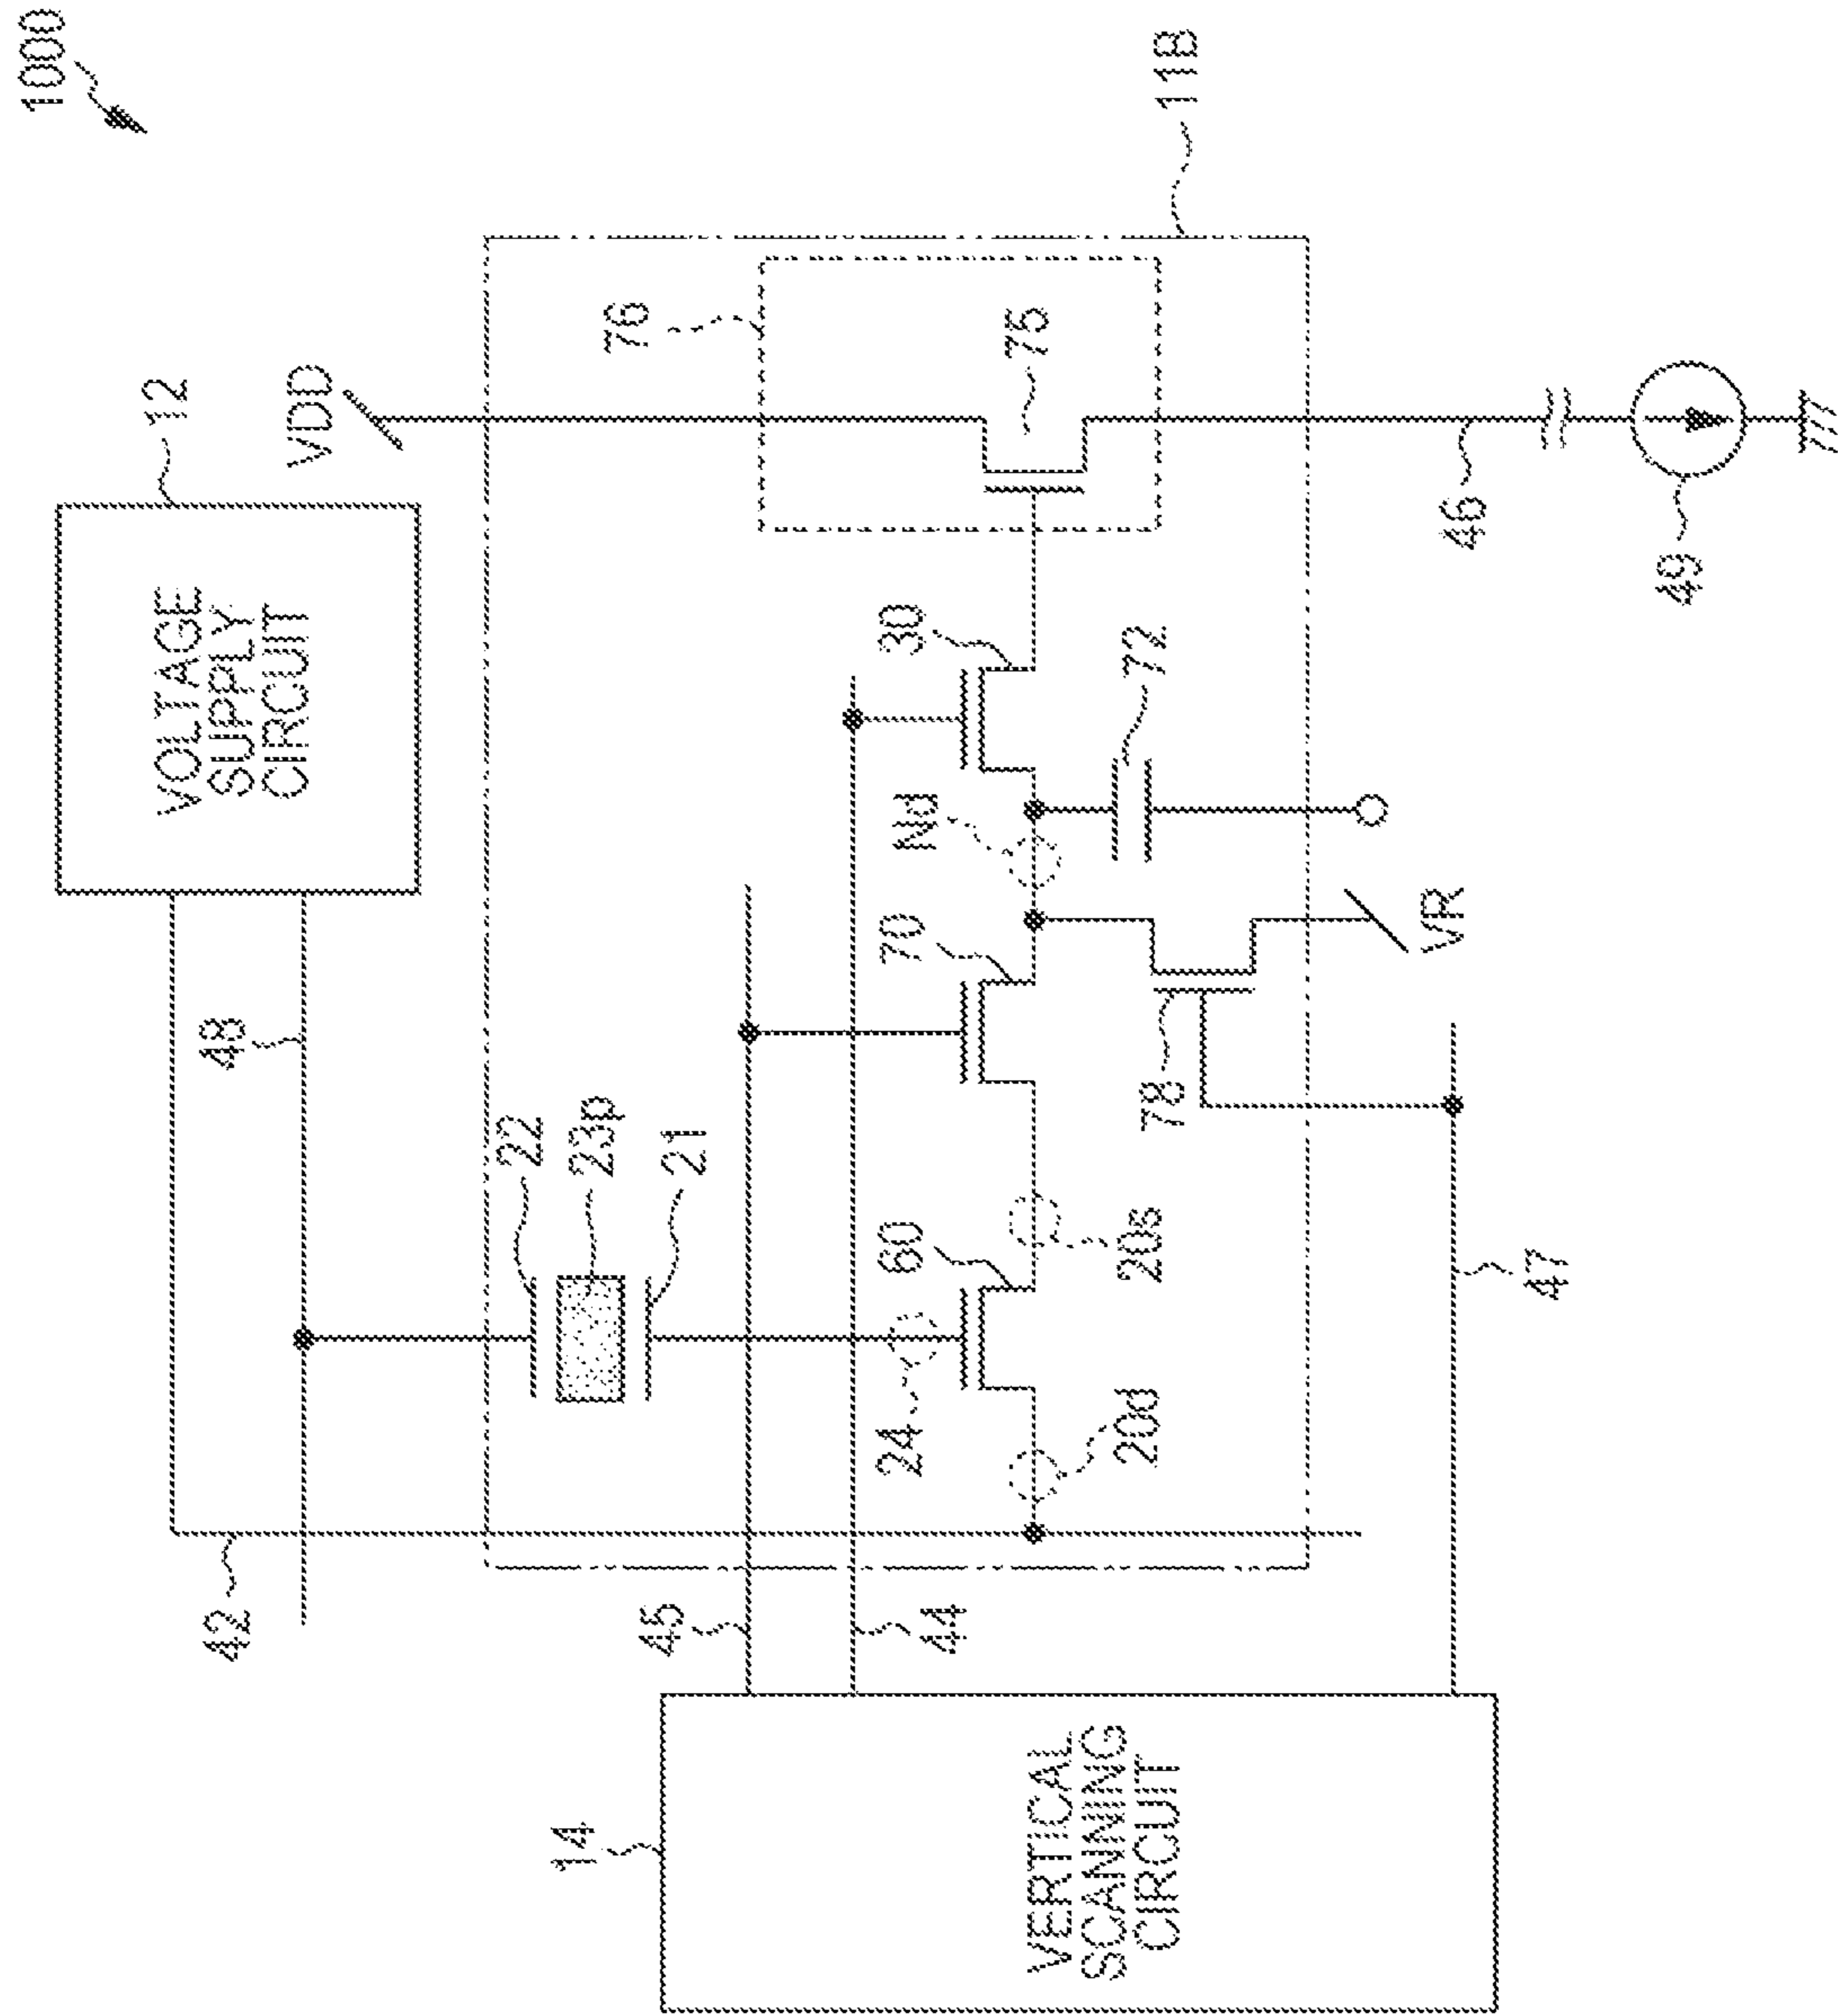 1000
12
VOLTAGE
SUPPLY
CIRCUIT
42
48
VDD
22
14
23p
76
45
21
24
60
70
Nd
30
44
75
VERTICAL
SCANNING
CIRCUIT
20d
20s
78
72
11B
VR
46
47
49